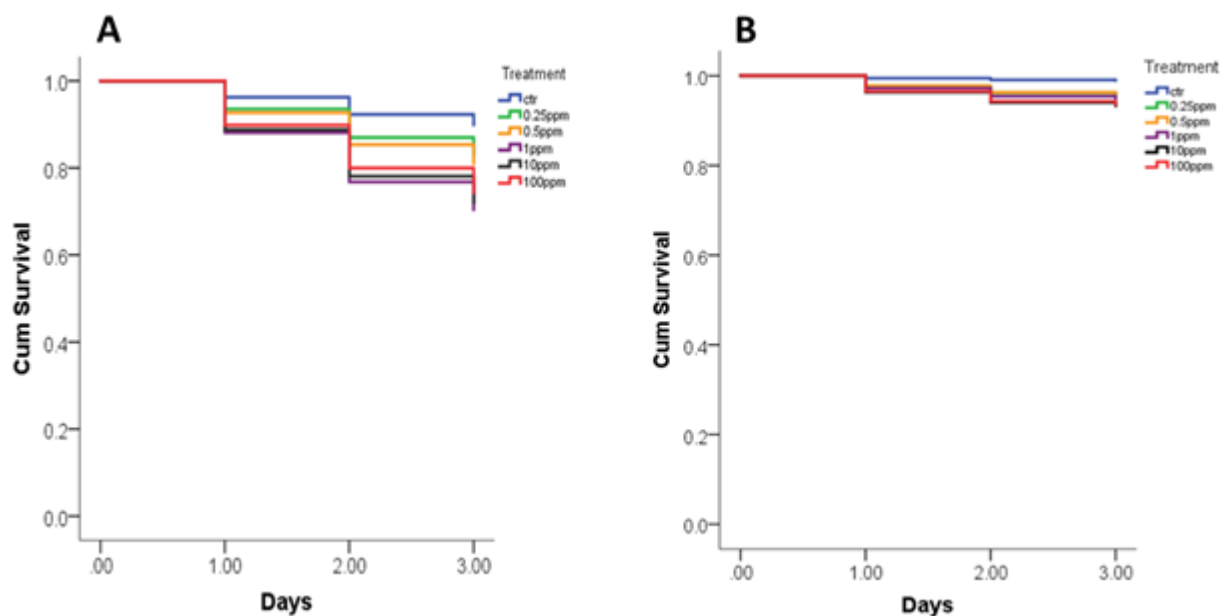 A
Treatment
ctr
0.25ppm
0.5ppm
1ppm
10ppm
100ppm
Cum Survival
1.0
0.8
0.6
0.4
0.2
0.0
.00
1.00
2.00
3.00
Days
B
Treatment
ctr
0.25ppm
0.5ppm
1ppm
10ppm
100ppm
Cum Survival
1.0
0.8
0.6
0.4
0.2
0.0
.00
1.00
2.00
3.00
Days